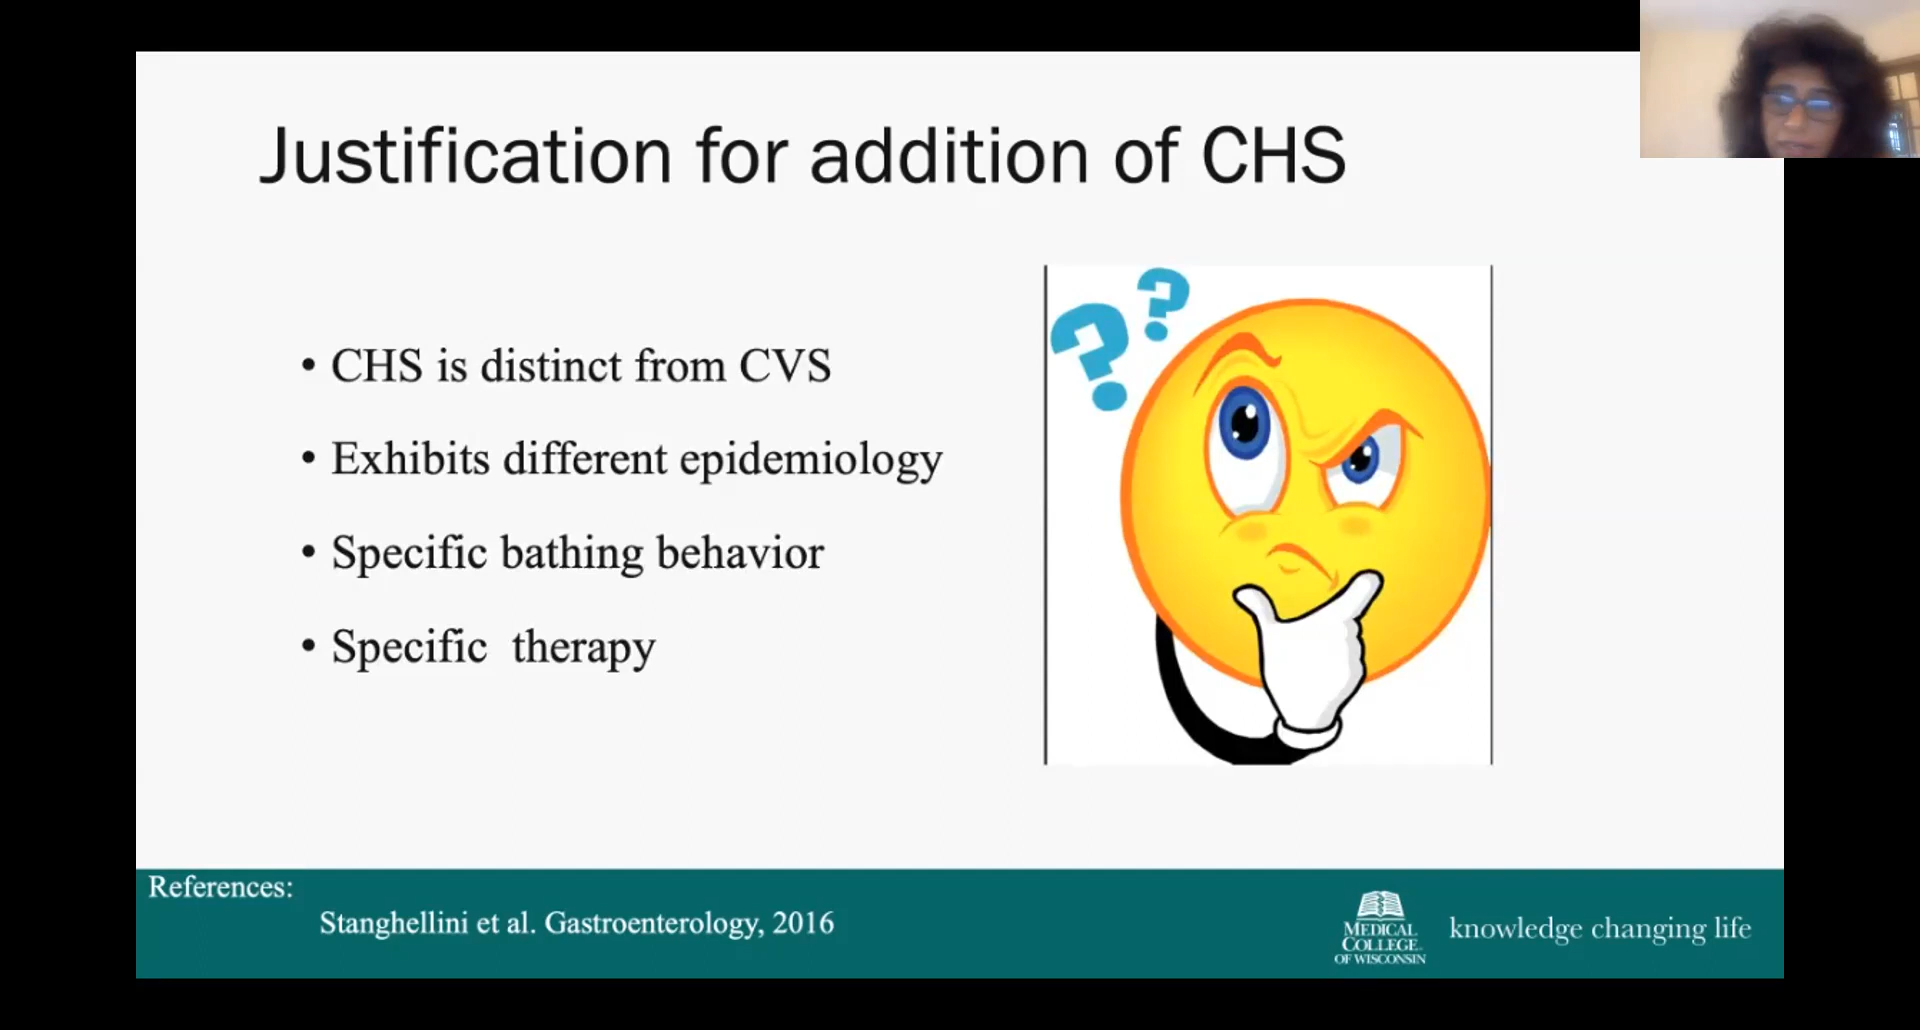 Justification for addition of CHS
• CHS is distinct from CVS
• Exhibits different epidemiology
• Specific bathing behavior
• Specific  therapy
? ?
References:
Stanghellini et al. Gastroenterology, 2016
MEDICAL
COLLEGE
OF WISCONSIN
knowledge changing life